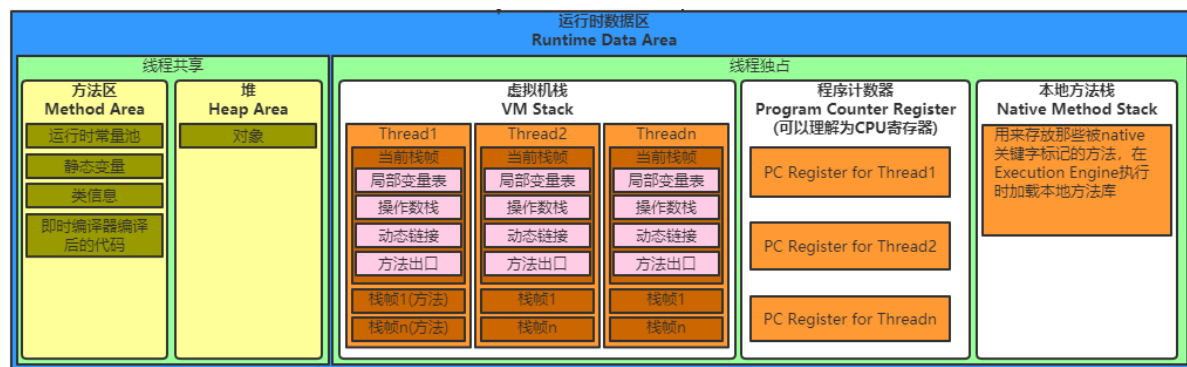 运行时数据区
Runtime Data Area
线程共享
线程独占
方法区
Method Area
运行时常量池
静态变量
类信息
即时编译器编译
后的代码
堆
Heap Area
对象
虚拟机栈
VM Stack
Thread1
当前栈帧
局部变量表
操作数栈
动态链接
方法出口
栈帧1(方法)
栈帧n(方法)
Thread2
当前栈帧
局部变量表
操作数栈
动态链接
方法出口
栈帧1
栈帧n
Threadn
当前栈帧
局部变量表
操作数栈
动态链接
方法出口
栈帧1
栈帧n
程序计数器
Program Counter Register
(可以理解为CPU寄存器)
PC Register for Thread1
PC Register for Thread2
PC Register for Threadn
本地方法栈
Native Method Stack
用来存放那些被native
关键字标记的方法，在
Execution Engine执行
时加载本地方法库